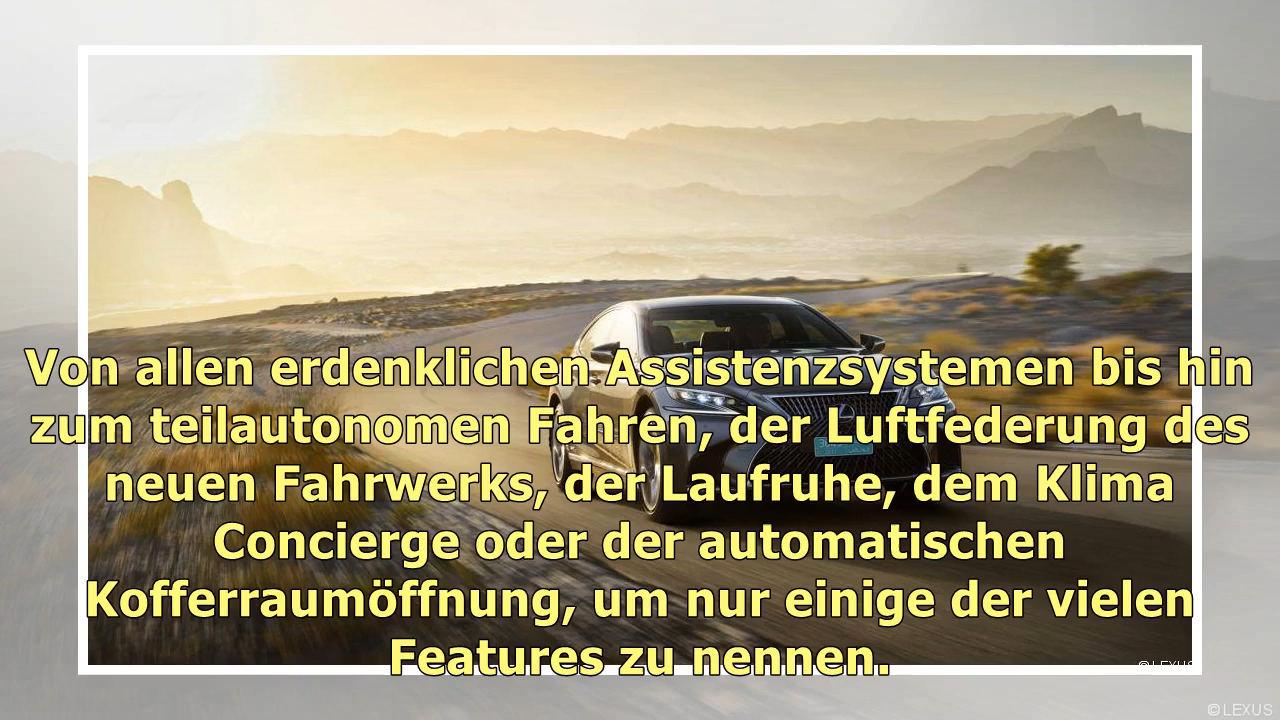 Von allen erdenklichen Assistenzsystemen bis hin
zum teilautonomen Fahren, der Luftfederung des
neuen Fahrwerks, der Laufruhe, dem Klima
Concierge oder der automatischen
Kofferraumöffnung, um nur einige der vielen
Features zu nennen.
©LEXUS
©LEXUS